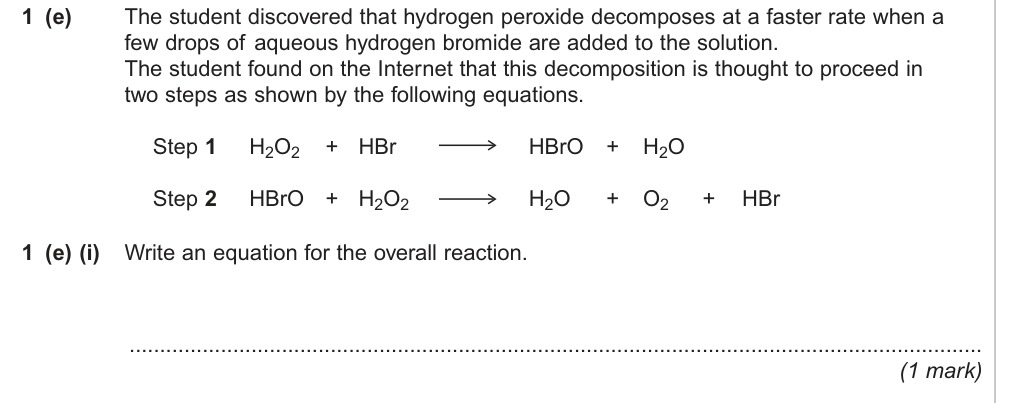 1 (e) The student discovered that hydrogen peroxide decomposes at a faster rate when a
few drops of aqueous hydrogen bromide are added to the solution.
The student found on the Internet that this decomposition is thought to proceed in
two steps as shown by the following equations.
Step 1 H₂O₂ + HBr ⟶ HBrO + H₂O
Step 2 HBrO + H₂O₂ ⟶ H₂O + O₂ + HBr
1 (e) (i) Write an equation for the overall reaction.
(1 mark)